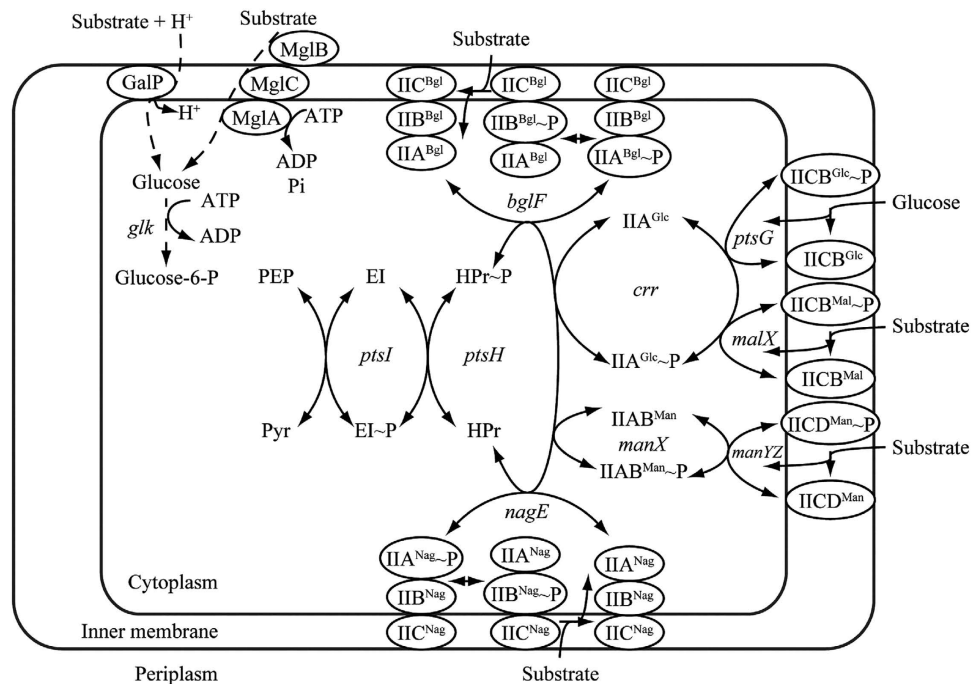 Substrate + H⁺
Substrate
MglB
Substrate
GalP
MglC
IICᴮᵍˡ
IICᴮᵍˡ
IICᴮᵍˡ
H⁺
MglA
ATP
IIBᴮᵍˡ
IIBᴮᵍˡ~P
IIBᴮᵍˡ
IIAᴮᵍˡ
IIAᴮᵍˡ
IIAᴮᵍˡ~P
ADP
Pi
Glucose
ATP
glk
ADP
Glucose-6-P
bglF
IIAᴳˡᶜ
IICBᴳˡᶜ~P
Glucose
ptsG
IICBᴳˡᶜ
PEP
EI
HPr~P
crr
IICBᴹᵃˡ~P
Substrate
malX
ptsI
ptsH
IIAᴳˡᶜ~P
IICBᴹᵃˡ
Pyr
EI~P
HPr
IIABᴹᵃⁿ
manX
IIABᴹᵃⁿ~P
IICDᴹᵃⁿ~P
Substrate
manYZ
IICDᴹᵃⁿ
nagE
IIAᴺᵃᵍ~P
IIAᴺᵃᵍ
IIAᴺᵃᵍ
Cytoplasm
IIBᴺᵃᵍ
IIBᴺᵃᵍ~P
IIBᴺᵃᵍ
Inner membrane
IICᴺᵃᵍ
IICᴺᵃᵍ
IICᴺᵃᵍ
Periplasm
Substrate